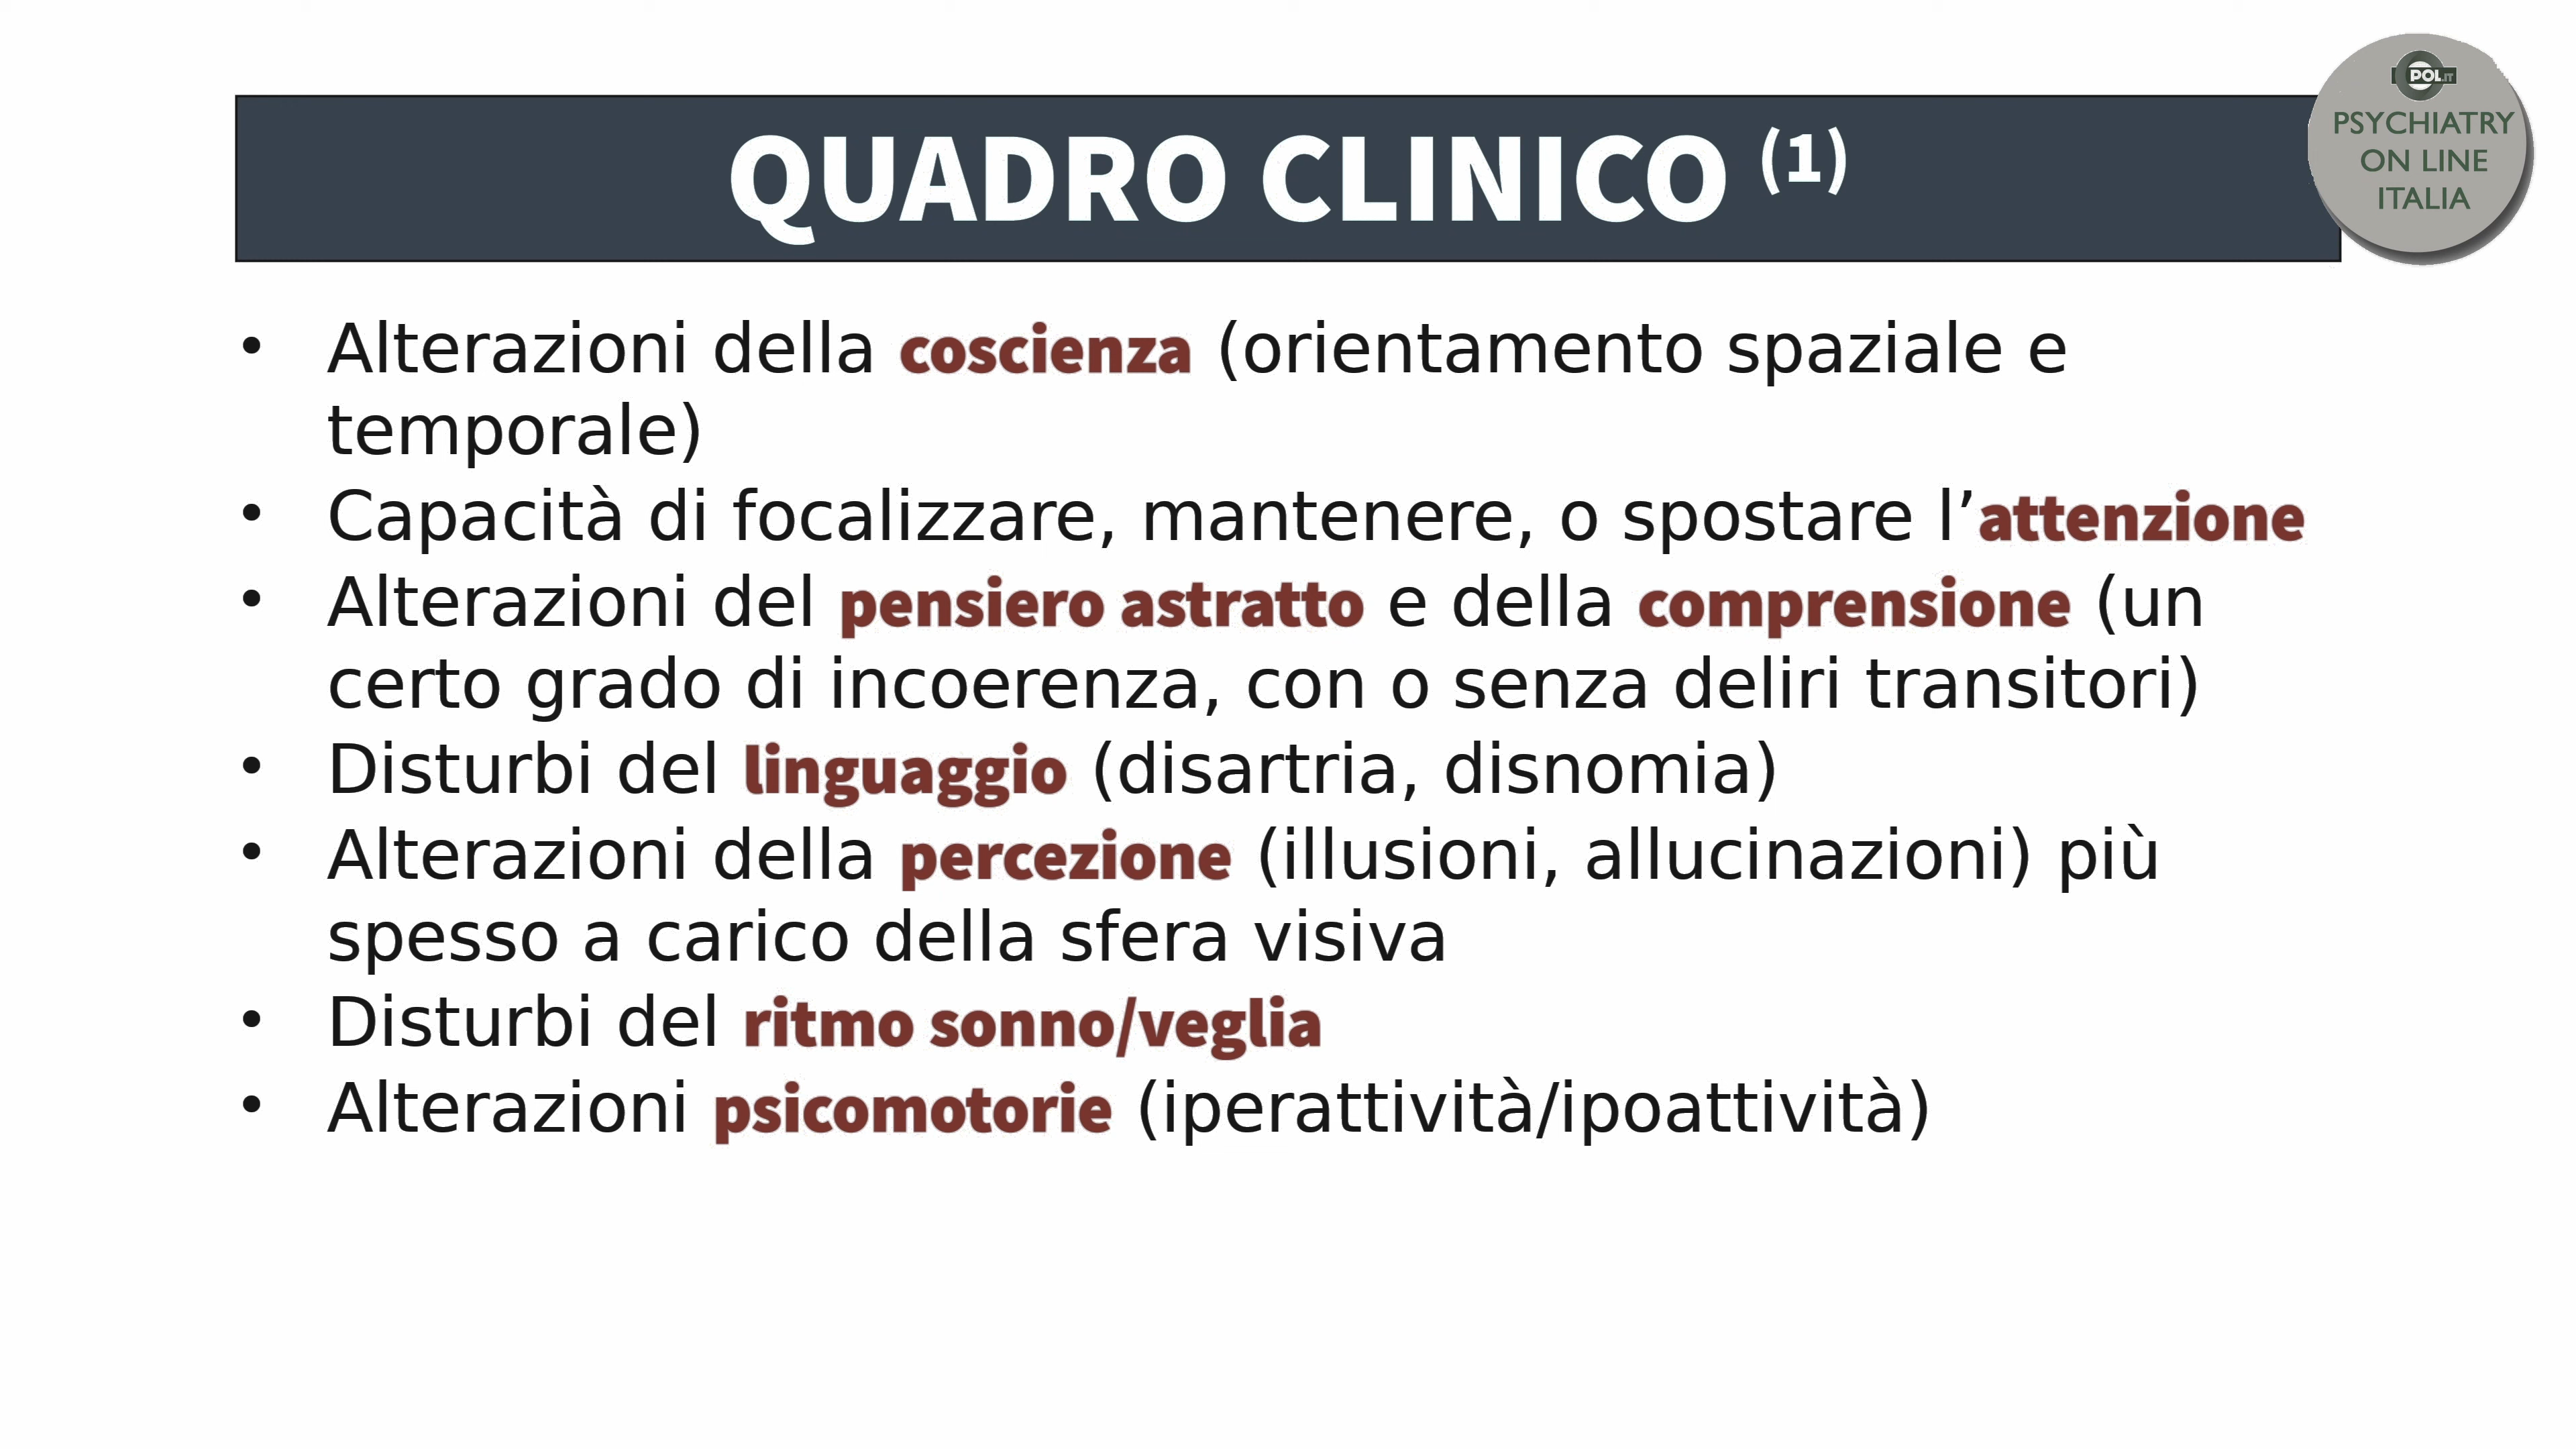 QUADRO CLINICO (1)
POL.IT
PSYCHIATRY
ON LINE
ITALIA
• Alterazioni della coscienza (orientamento spaziale e
temporale)
• Capacità di focalizzare, mantenere, o spostare l’attenzione
• Alterazioni del pensiero astratto e della comprensione (un
certo grado di incoerenza, con o senza deliri transitori)
• Disturbi del linguaggio (disartria, disnomia)
• Alterazioni della percezione (illusioni, allucinazioni) più
spesso a carico della sfera visiva
• Disturbi del ritmo sonno/veglia
• Alterazioni psicomotorie (iperattività/ipoattività)